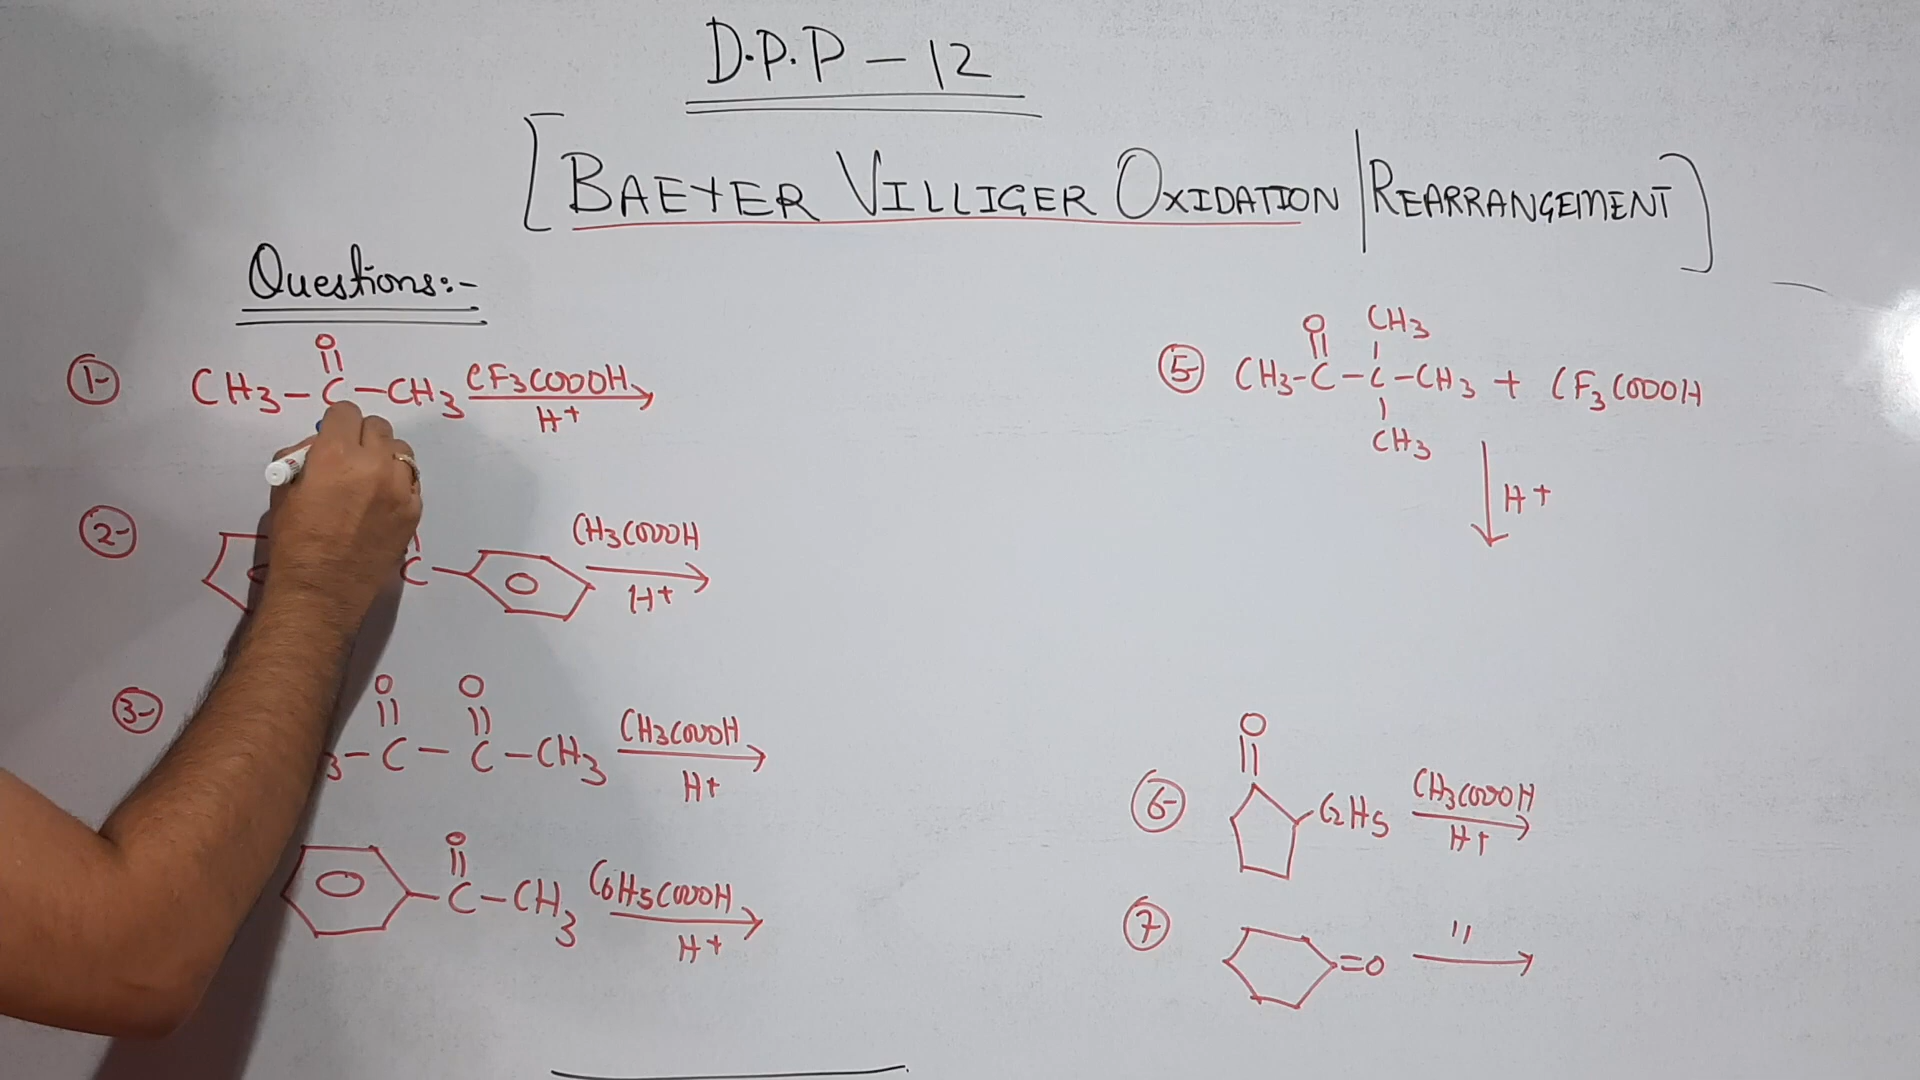 D.P.P - 12
[BAEYER VILLIGER OXIDATION | REARRANGEMENT]
Questions:-
1- CH3-C-CH3 CF3COOOH
O
H+
2- C CH3COOOH
H+
3- 3-C-C-CH3 CH3COOOH
O O
H+
C-CH3 C6H5COOOH
O
H+
5- CH3-C-C-CH3 + CF3COOOH
O CH3
CH3
H+
6- O
C2H5 CH3COOOH
H+
7- =O "